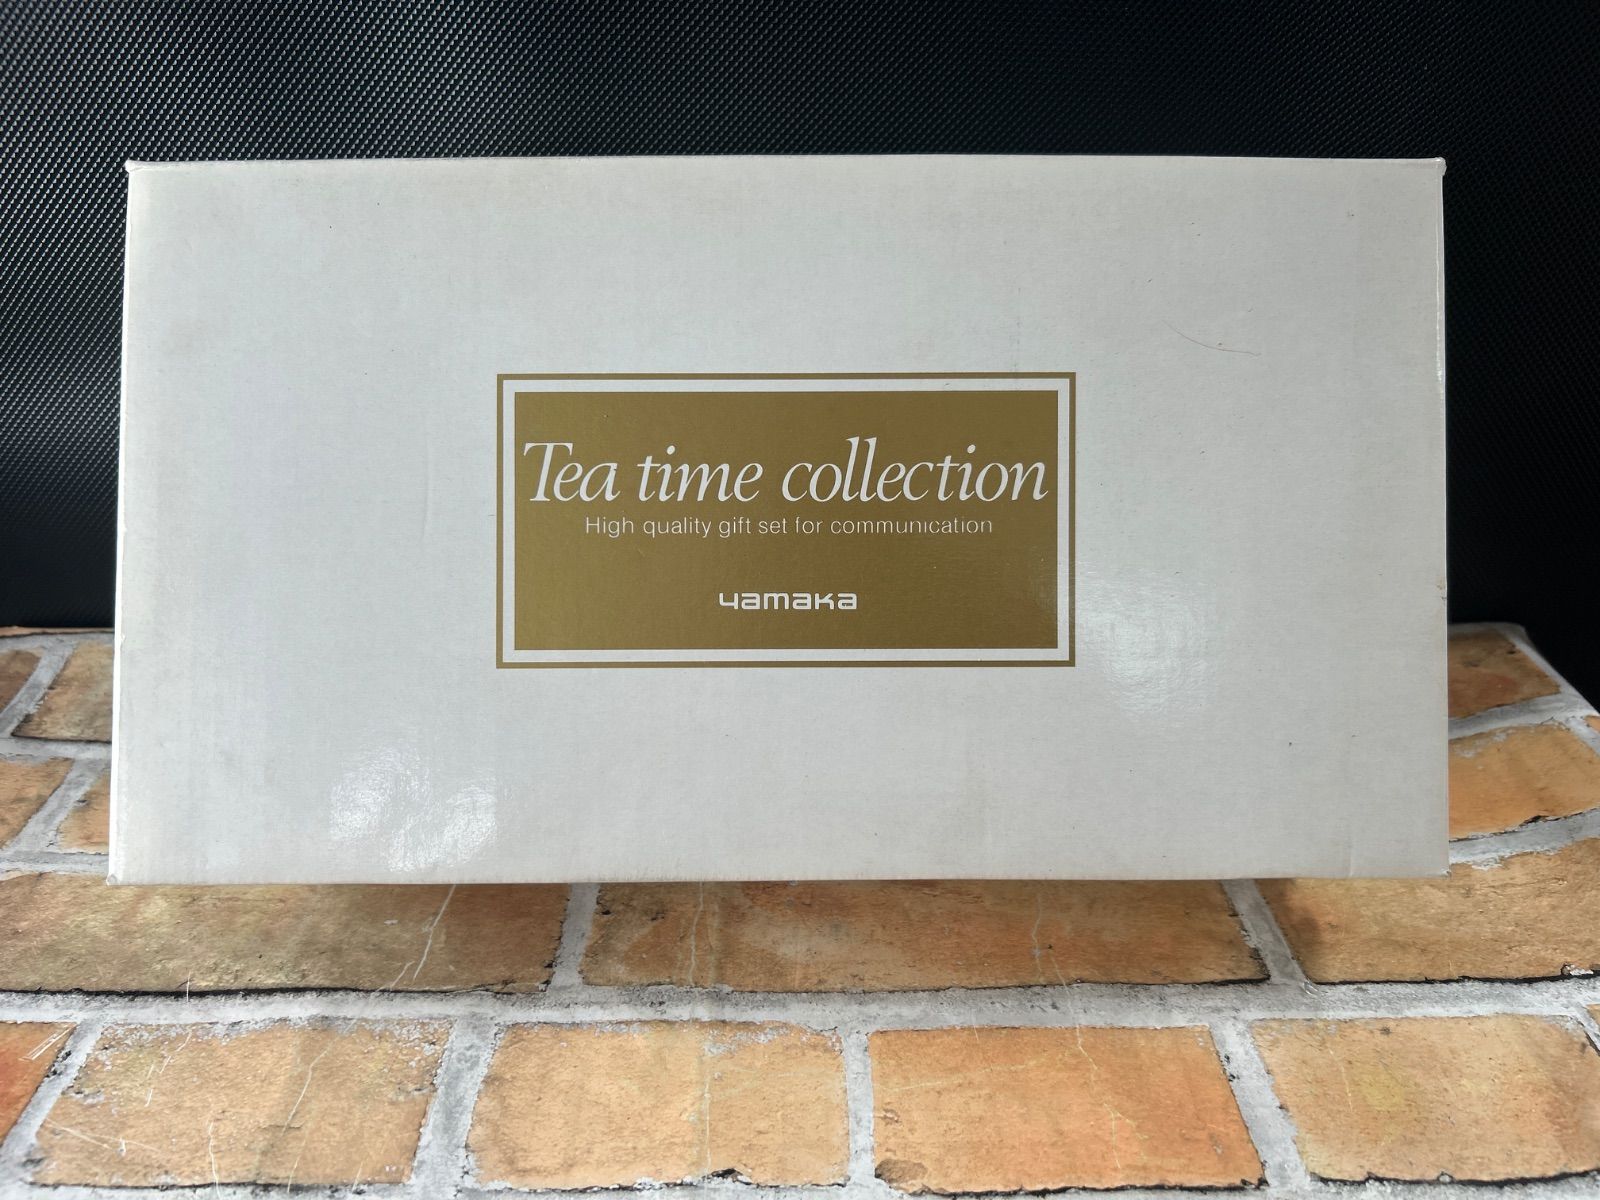 Tea time collection
High quality gift set for communication
yamaka